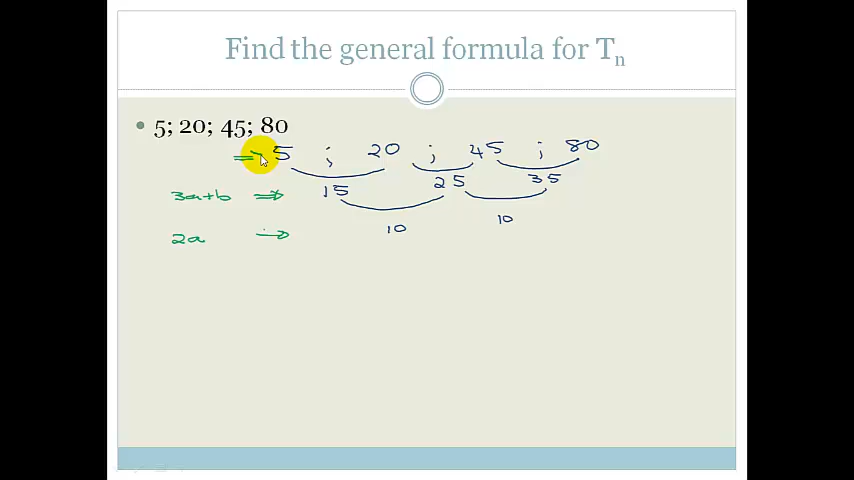 Find the general formula for Tn
• 5; 20; 45; 80
⇒ 5 ; 20 ; 45 ; 80
3a+b ⇒ 15 25 35
2a → 10 10